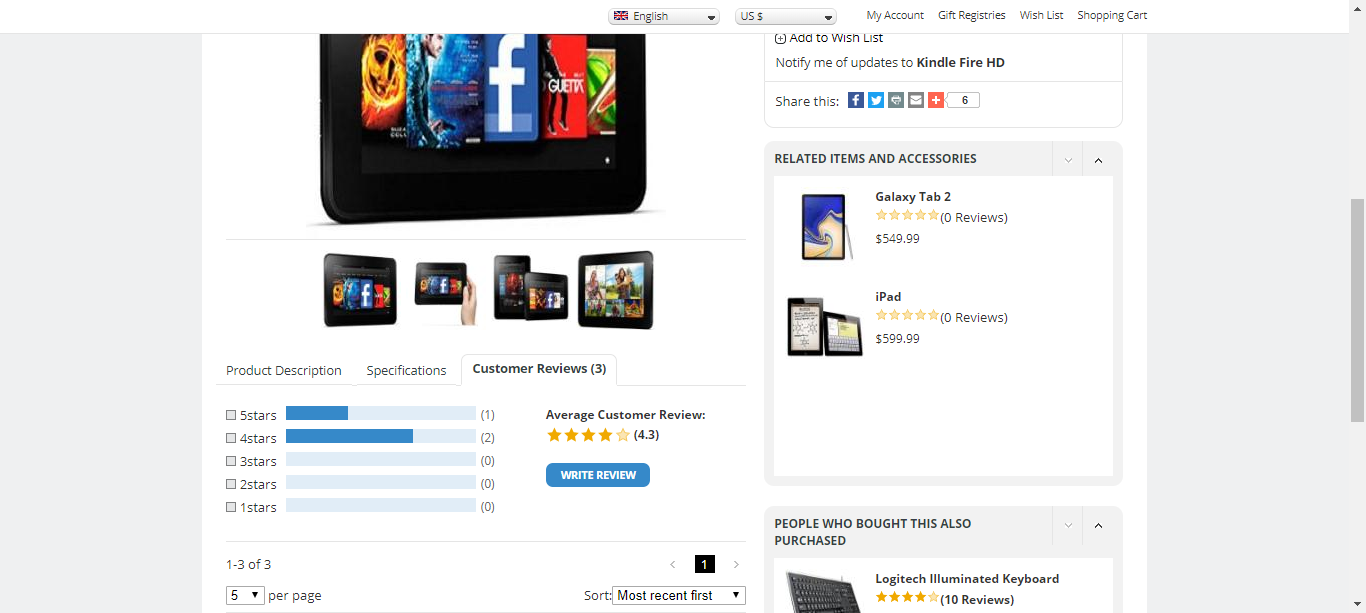 English
US $
My Account
Gift Registries
Wish List
Shopping Cart
Add to Wish List
Notify me of updates to Kindle Fire HD
Share this:
6
GUETTA
RELATED ITEMS AND ACCESSORIES
Galaxy Tab 2
(0 Reviews)
$549.99
iPad
(0 Reviews)
$599.99
Product Description
Specifications
Customer Reviews (3)
5stars (1)
4stars (2)
3stars (0)
2stars (0)
1stars (0)
Average Customer Review:
(4.3)
WRITE REVIEW
1-3 of 3
1
5 per page
Sort: Most recent first
PEOPLE WHO BOUGHT THIS ALSO
PURCHASED
Logitech Illuminated Keyboard
(10 Reviews)